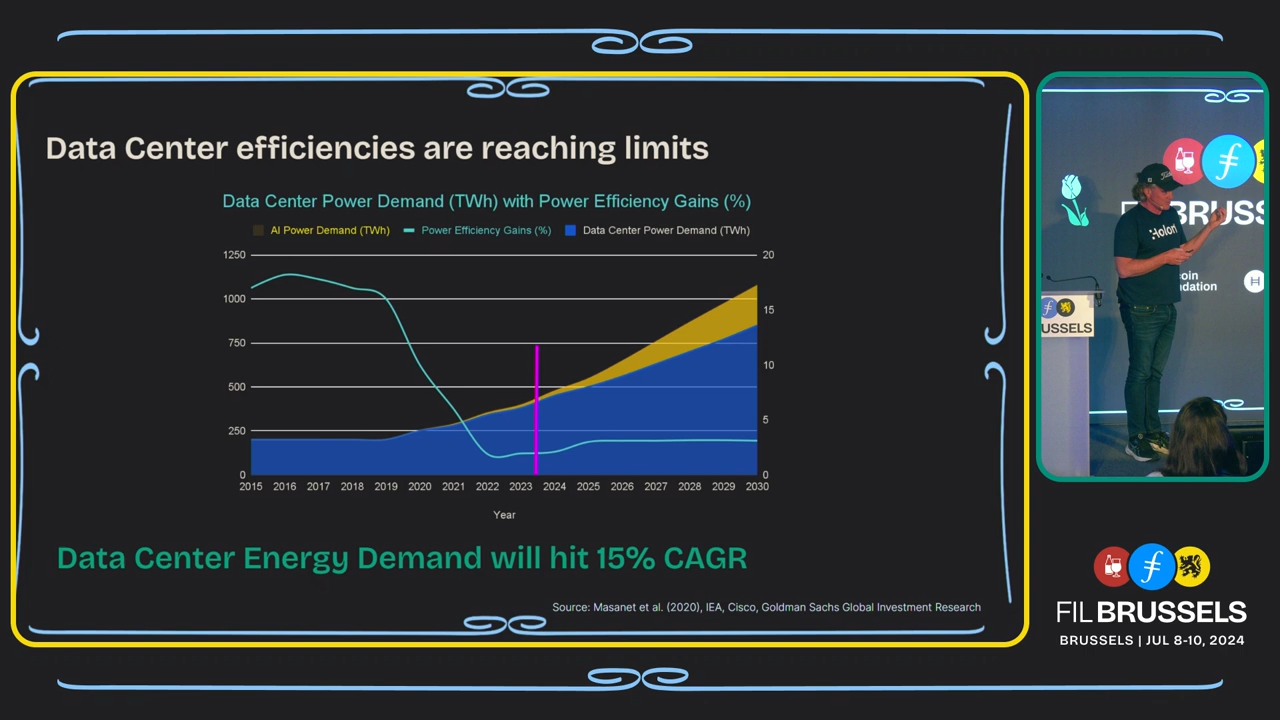 Data Center efficiencies are reaching limits
Data Center Power Demand (TWh) with Power Efficiency Gains (%)
AI Power Demand (TWh) Power Efficiency Gains (%) Data Center Power Demand (TWh)
1250
1000
750
500
250
0
20
15
10
5
0
2015 2016 2017 2018 2019 2020 2021 2022 2023 2024 2025 2026 2027 2028 2029 2030
Year
Data Center Energy Demand will hit 15% CAGR
Source: Masanet et al. (2020), IEA, Cisco, Goldman Sachs Global Investment Research
BRUSS
Holon
coin
ndation
USSELS
FIL BRUSSELS
BRUSSELS | JUL 8-10, 2024